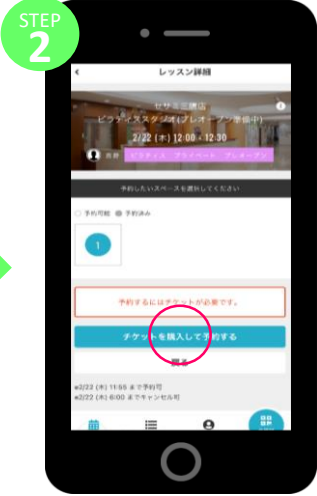 STEP
2
レッスン詳細
セサミ三鷹店
ピラティススタジオ(プレオープン準備中)
2/22 (木) 12:00 - 12:30
ピラティス プライベート プレオープン
予約したいスペースを選択してください
予約可能 予約済み
1
予約するにはチケットが必要です。
チケットを購入して予約する
戻る
※2/22 (木) 11:55 まで予約可
※2/22 (木) 6:00 までキャンセル可